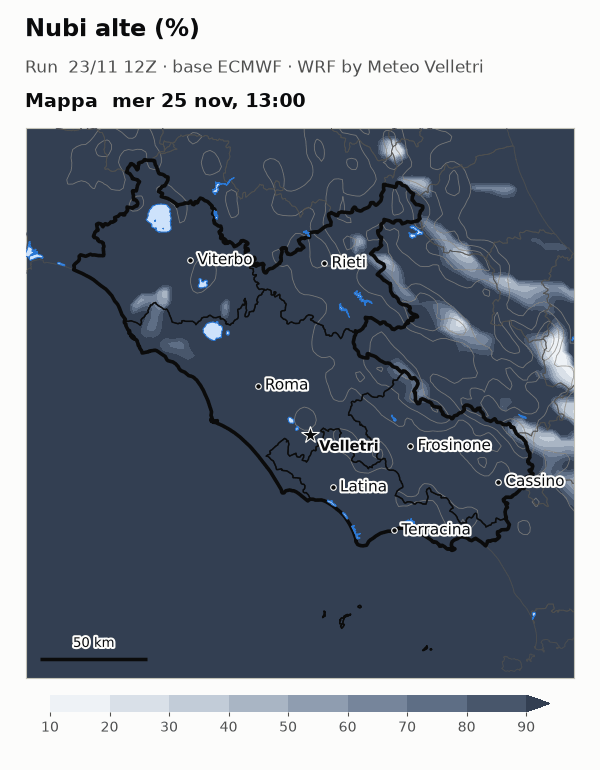 Nubi alte (%)
Run 23/11 12Z · base ECMWF · WRF by Meteo Velletri
Mappa mer 25 nov, 13:00
Viterbo
Rieti
Roma
Velletri
Frosinone
Latina
Cassino
Terracina
50 km
10 20 30 40 50 60 70 80 90